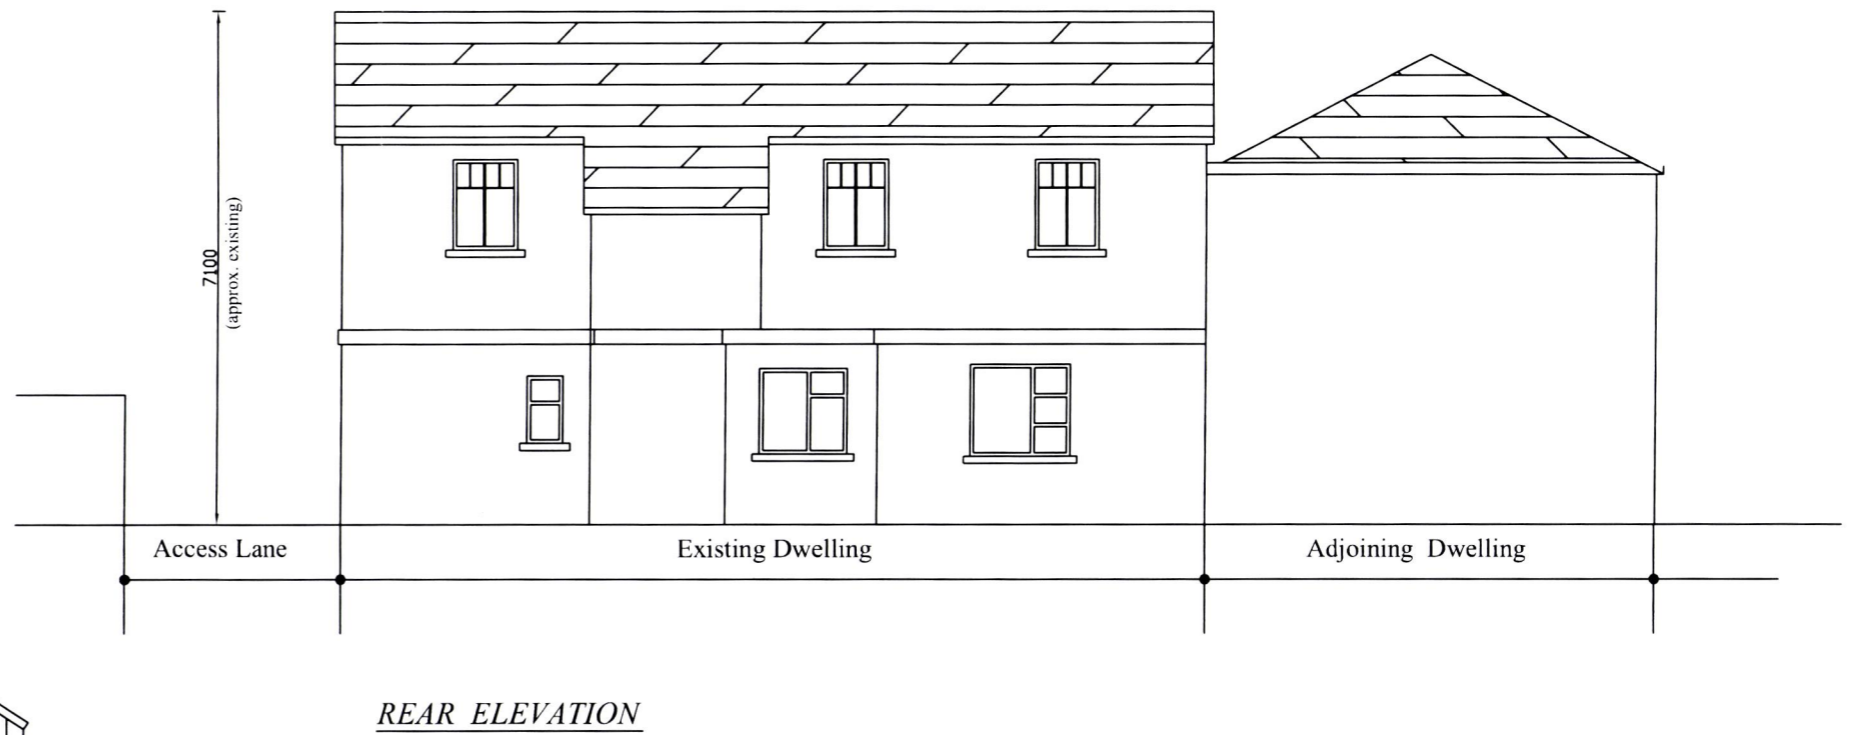 7100
(approx. existing)
Access Lane
Existing Dwelling
Adjoining Dwelling
REAR ELEVATION